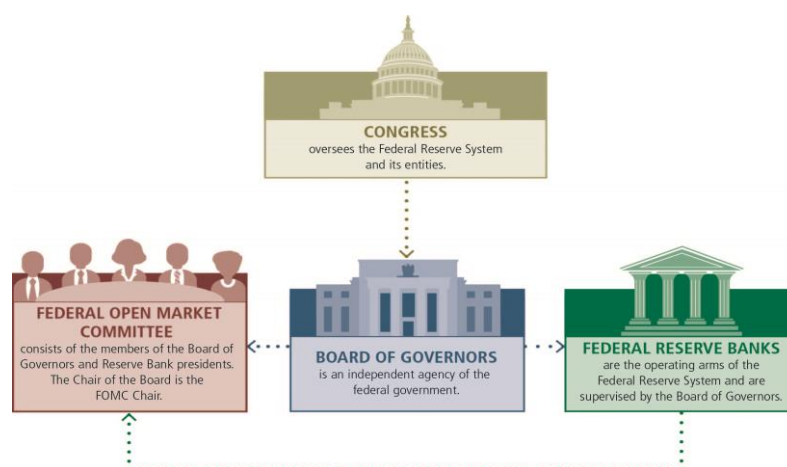 CONGRESS
oversees the Federal Reserve System
and its entities.
FEDERAL OPEN MARKET
COMMITTEE
consists of the members of the Board of
Governors and Reserve Bank presidents.
The Chair of the Board is the
FOMC Chair.
BOARD OF GOVERNORS
is an independent agency of the
federal government.
FEDERAL RESERVE BANKS
are the operating arms of the
Federal Reserve System and are
supervised by the Board of Governors.